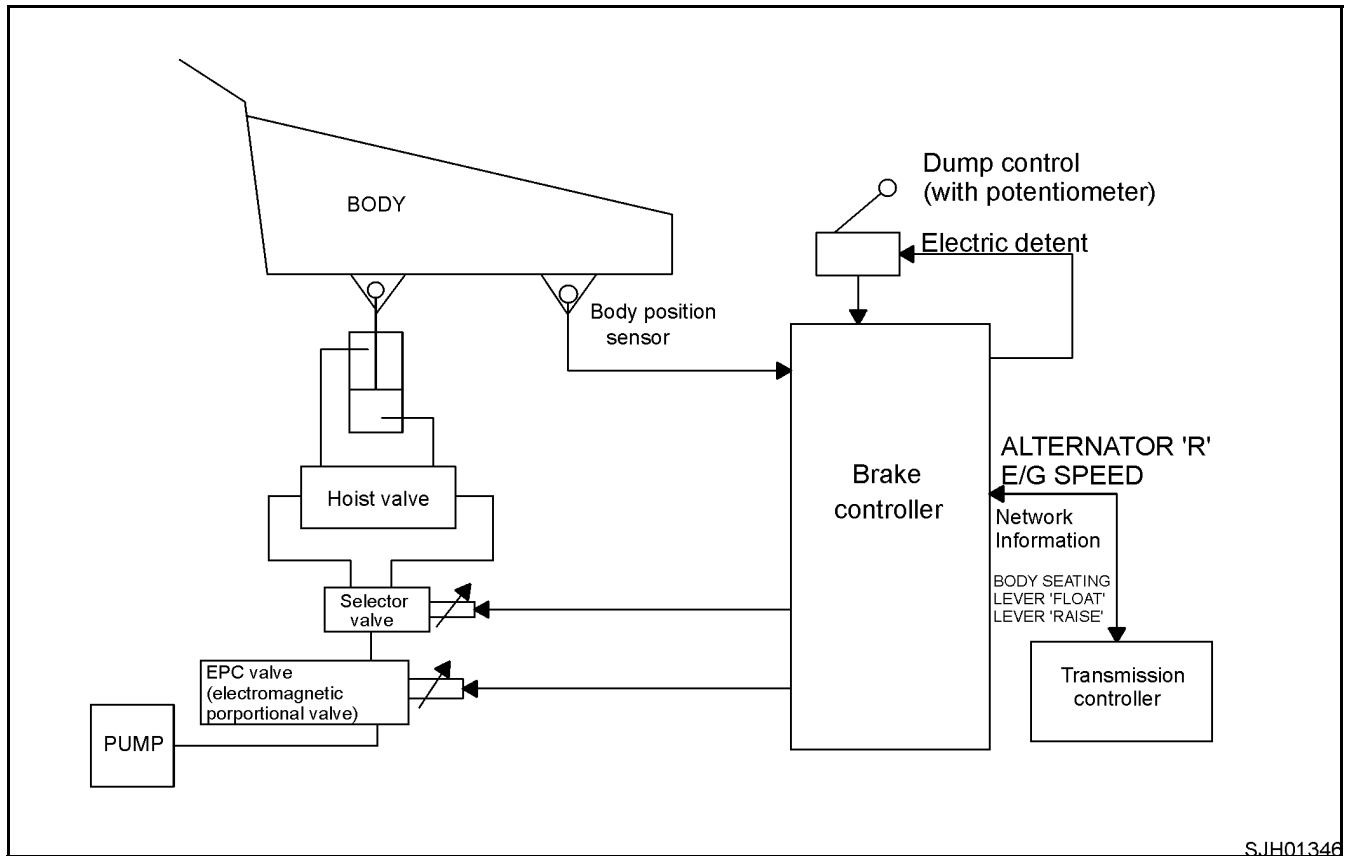 BODY
Dump control
(with potentiometer)
Electric detent
Body position
sensor
Brake
controller
ALTERNATOR 'R'
E/G SPEED
Network
Information
BODY SEATING
LEVER 'FLOAT'
LEVER 'RAISE'
Transmission
controller
Hoist valve
Selector
valve
EPC valve
(electromagnetic
porportional valve)
PUMP
SJH01346